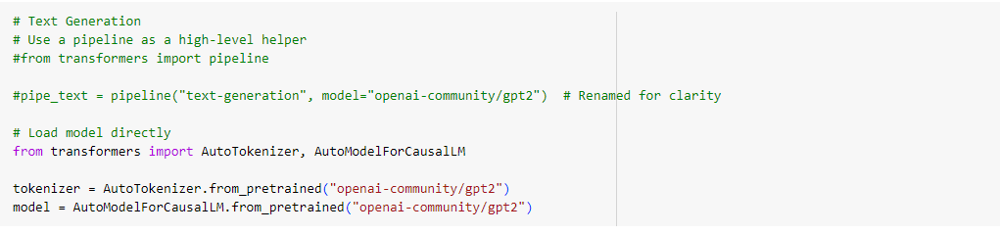 # Text Generation
# Use a pipeline as a high-level helper
#from transformers import pipeline
#pipe_text = pipeline("text-generation", model="openai-community/gpt2")  # Renamed for clarity
# Load model directly
from transformers import AutoTokenizer, AutoModelForCausalLM
tokenizer = AutoTokenizer.from_pretrained("openai-community/gpt2")
model = AutoModelForCausalLM.from_pretrained("openai-community/gpt2")